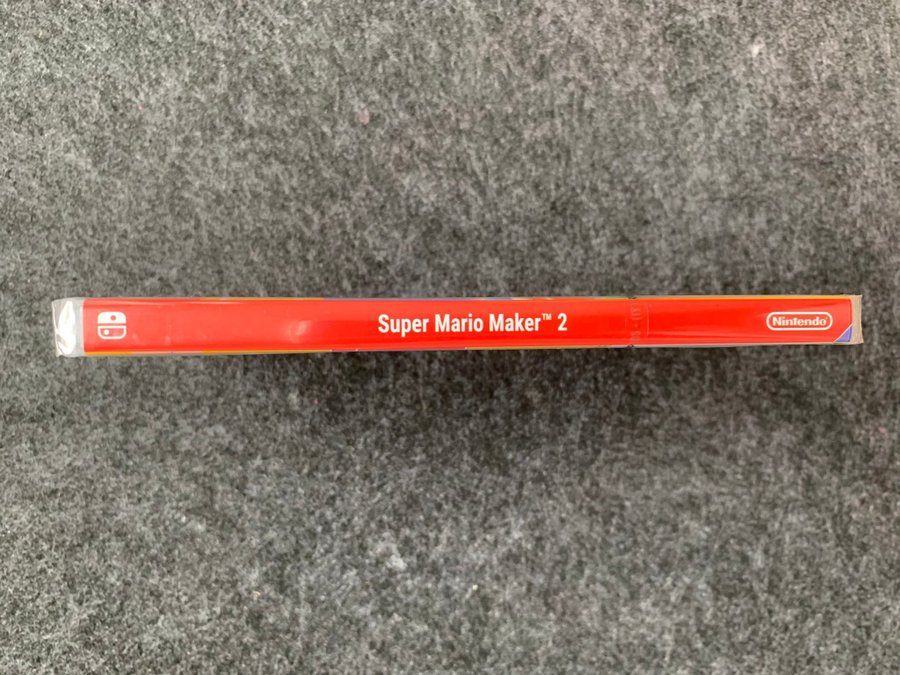 Super Mario Maker™ 2
Nintendo